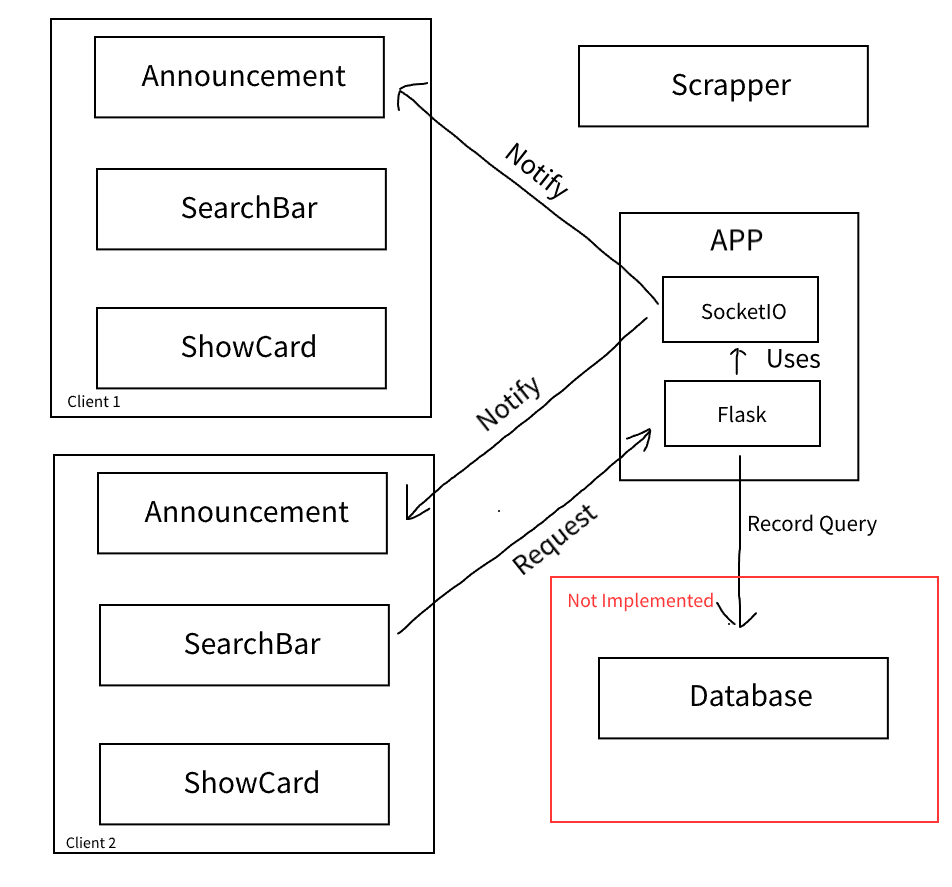 Announcement
SearchBar
ShowCard
Client 1
Scrapper
Notify
APP
SocketIO
Uses
Flask
Notify
Request
Record Query
Announcement
SearchBar
ShowCard
Client 2
Not Implemented
Database